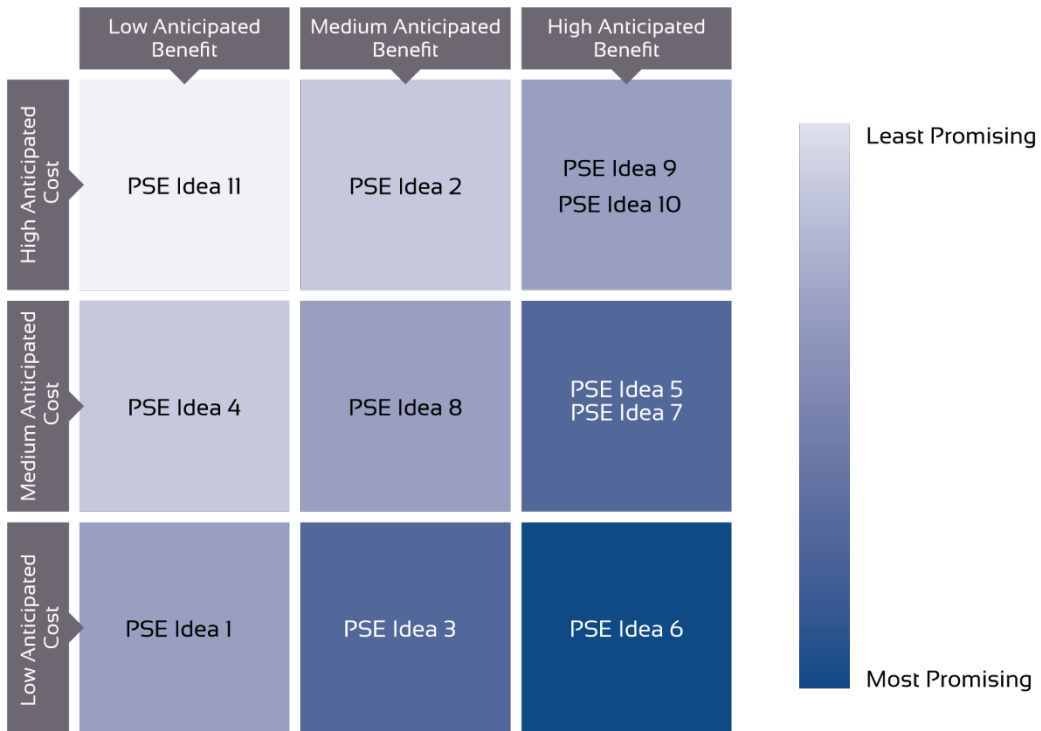 Low Anticipated
Benefit
Medium Anticipated
Benefit
High Anticipated
Benefit
High Anticipated
Cost
PSE Idea 11
PSE Idea 2
PSE Idea 9
PSE Idea 10
Medium Anticipated
Cost
PSE Idea 4
PSE Idea 8
PSE Idea 5
PSE Idea 7
Low Anticipated
Cost
PSE Idea 1
PSE Idea 3
PSE Idea 6
Least Promising
Most Promising